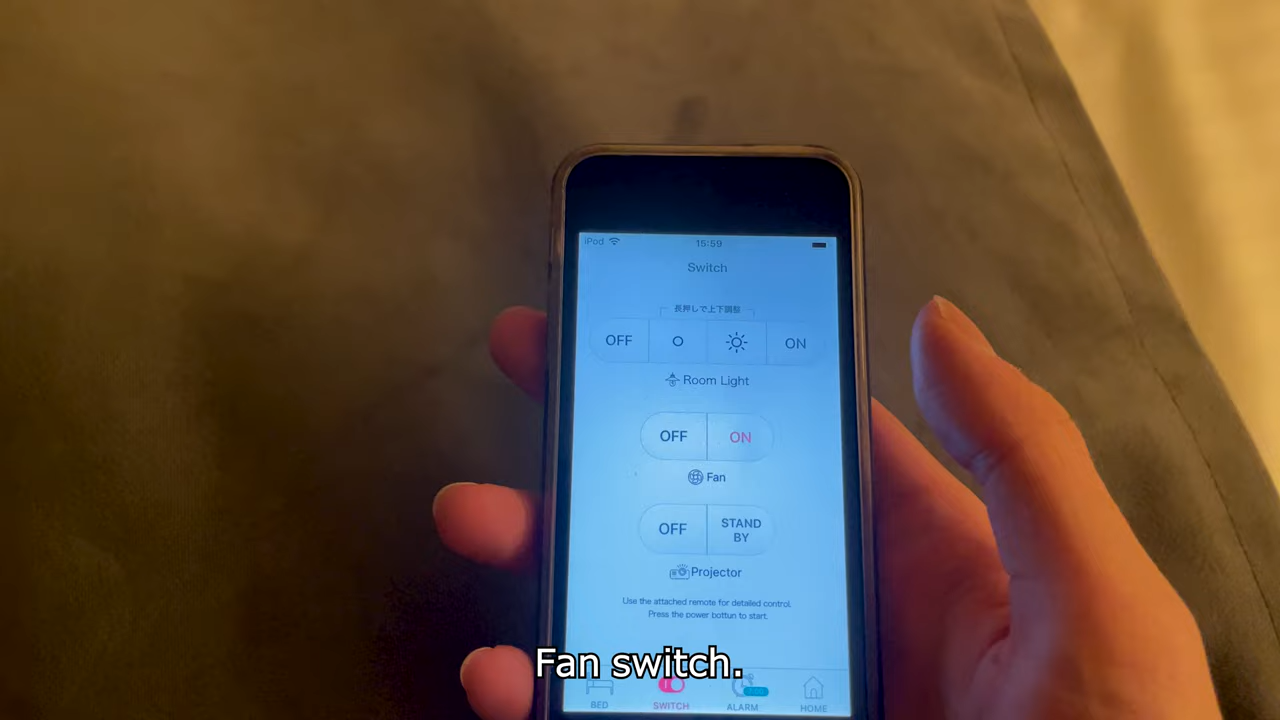 iPod 15:59
Switch
長押しで上下調整
OFF ON
Room Light
OFF ON
Fan
OFF STAND BY
Projector
Use the attached remote for detailed control.
Press the power bottun to start.
Fan switch.
BED SWITCH ALARM HOME